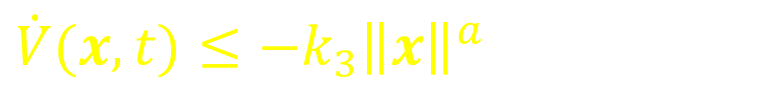 V̇(x, t) ≤ −k₃‖x‖ᵃ